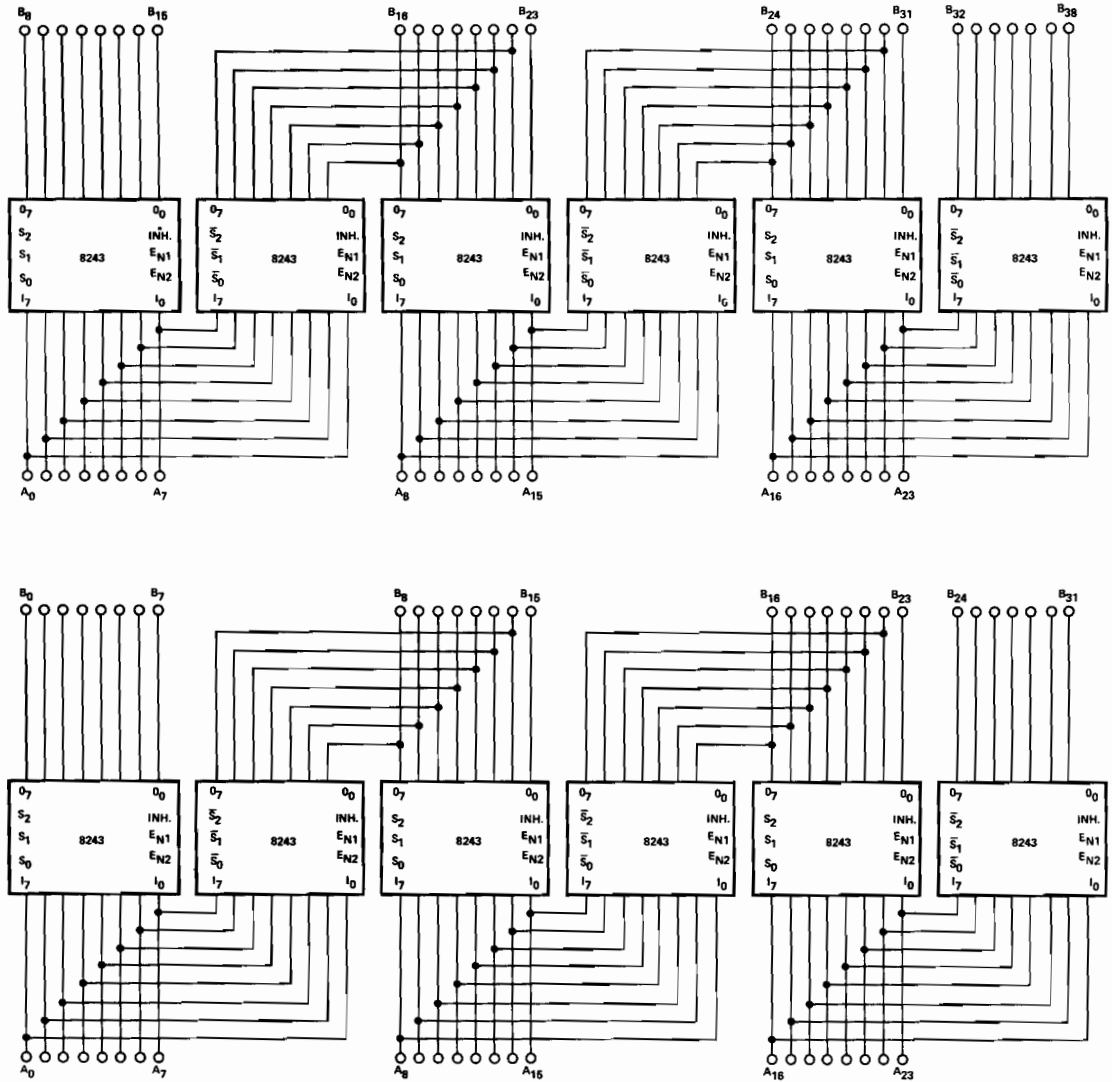 B8 B15 B16 B23 B24 B31 B32 B38
O7 O0 O7 O0 O7 O0 O7 O0 O7 O0 O7 O0
S2 INH. S̄2 INH. S2 INH. S̄2 INH. S2 INH. S̄2 INH.
S1 8243 EN1 S̄1 8243 EN1 S1 8243 EN1 S̄1 8243 EN1 S1 8243 EN1 S̄1 8243 EN1
S0 EN2 S̄0 EN2 S0 EN2 S̄0 EN2 S0 EN2 S̄0 EN2
I7 I0 I7 I0 I7 I0 I7 I0 I7 I0 I7 I0
A0 A7 A8 A15 A16 A23
B0 B7 B8 B15 B16 B23 B24 B31
O7 O0 O7 O0 O7 O0 O7 O0 O7 O0 O7 O0
S2 INH. S̄2 INH. S2 INH. S̄2 INH. S2 INH. S̄2 INH.
S1 8243 EN1 S̄1 8243 EN1 S1 8243 EN1 S̄1 8243 EN1 S1 8243 EN1 S̄1 8243 EN1
S0 EN2 S̄0 EN2 S0 EN2 S̄0 EN2 S0 EN2 S̄0 EN2
I7 I0 I7 I0 I7 I0 I7 I0 I7 I0 I7 I0
A0 A7 A8 A15 A16 A23